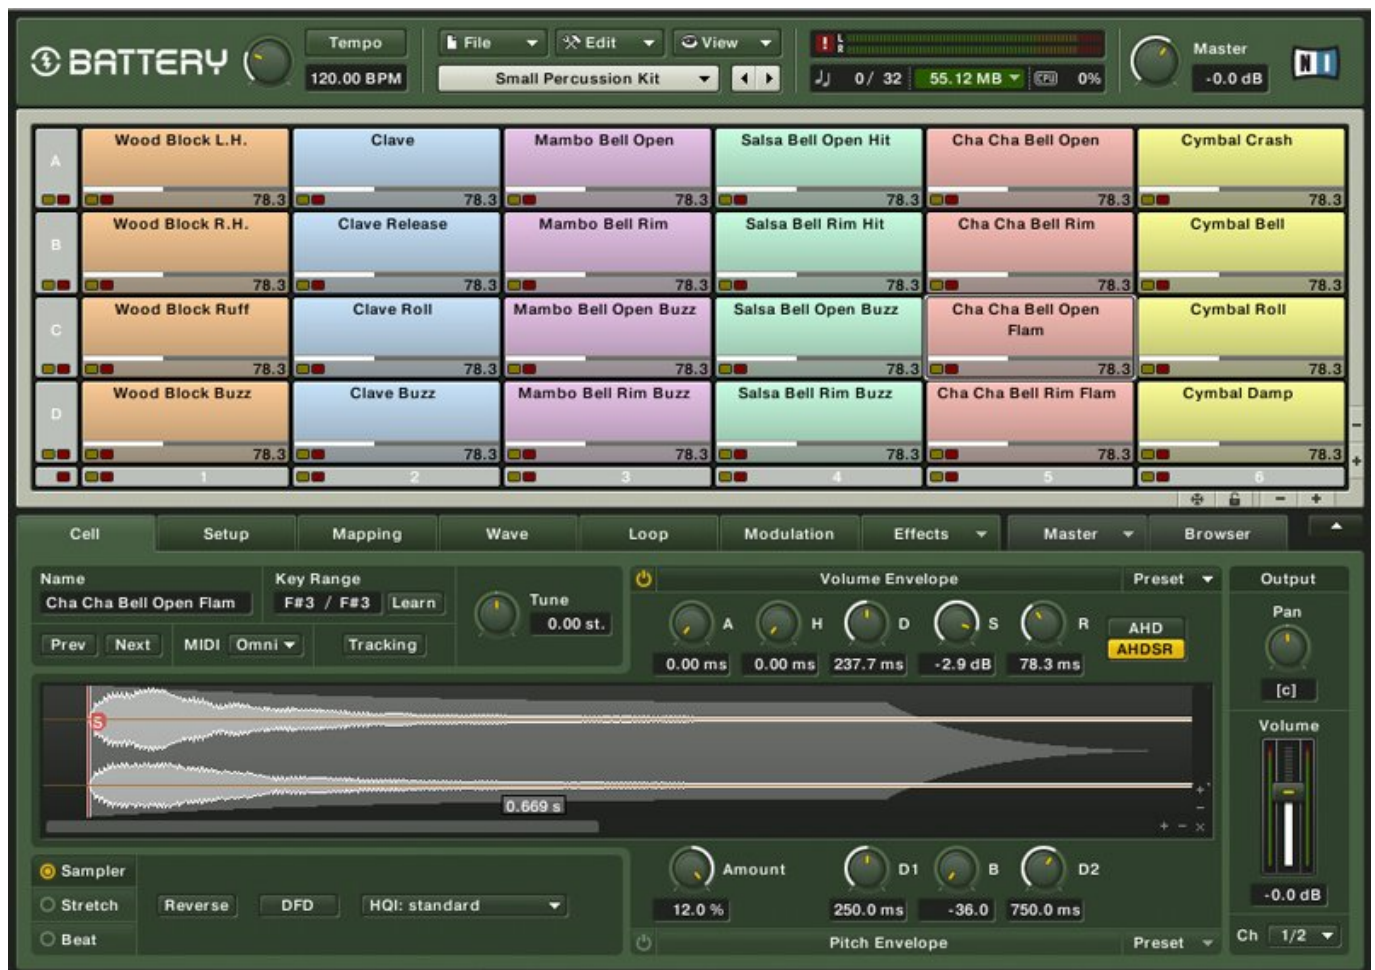 BATTERY
Tempo
120.00 BPM
File
Edit
View
Small Percussion Kit
! L
R
0/ 32
55.12 MB
CPU
0%
Master
-0.0 dB
NI
A
Wood Block L.H.
Clave
Mambo Bell Open
Salsa Bell Open Hit
Cha Cha Bell Open
Cymbal Crash
78.3
78.3
78.3
78.3
78.3
78.3
B
Wood Block R.H.
Clave Release
Mambo Bell Rim
Salsa Bell Rim Hit
Cha Cha Bell Rim
Cymbal Bell
78.3
78.3
78.3
78.3
78.3
78.3
C
Wood Block Ruff
Clave Roll
Mambo Bell Open Buzz
Salsa Bell Open Buzz
Cha Cha Bell Open
Flam
Cymbal Roll
78.3
78.3
78.3
78.3
78.3
78.3
D
Wood Block Buzz
Clave Buzz
Mambo Bell Rim Buzz
Salsa Bell Rim Buzz
Cha Cha Bell Rim Flam
Cymbal Damp
78.3
78.3
78.3
78.3
78.3
78.3
1
2
3
4
5
6
Cell
Setup
Mapping
Wave
Loop
Modulation
Effects
Master
Browser
Name
Cha Cha Bell Open Flam
Key Range
F#3 / F#3
Learn
Prev
Next
MIDI
Omni
Tracking
Tune
0.00 st.
Volume Envelope
Preset
A
0.00 ms
H
0.00 ms
D
237.7 ms
S
-2.9 dB
R
78.3 ms
AHD
AHDSR
Output
Pan
[c]
Volume
-0.0 dB
Ch
1/2
S
0.669 s
Sampler
Stretch
Beat
Reverse
DFD
HQI: standard
Amount
12.0 %
D1
250.0 ms
B
-36.0
D2
750.0 ms
Pitch Envelope
Preset